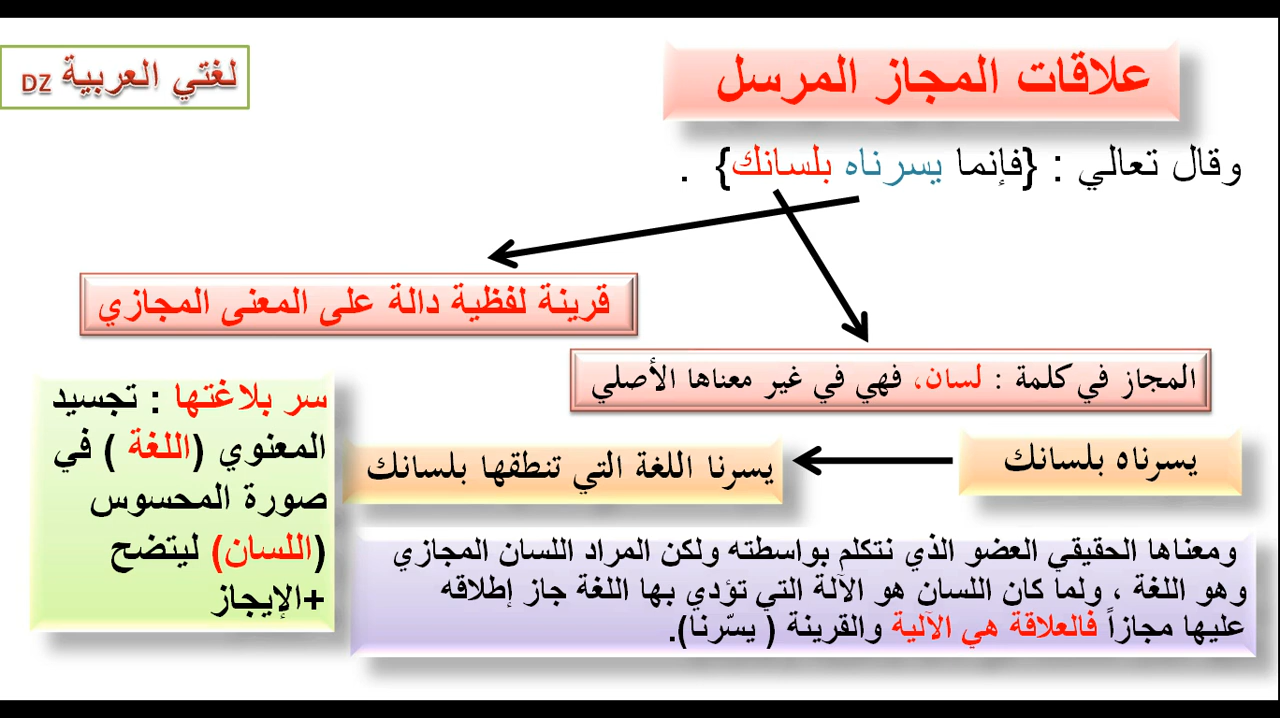 علاقات المجاز المرسل
لغتي العربية DZ
وقال تعالي : {فإنما يسرناه بلسانك} .
قرينة لفظية دالة على المعنى المجازي
المجاز في كلمة : لسان، فهي في غير معناها الأصلي
يسرناه بلسانك
يسرنا اللغة التي تنطقها بلسانك
سر بلاغتها : تجسيد
المعنوي (اللغة ) في
صورة المحسوس
(اللسان) ليتضح
+الإيجاز
ومعناها الحقيقي العضو الذي نتكلم بواسطته ولكن المراد اللسان المجازي
وهو اللغة ، ولما كان اللسان هو الآلة التي تؤدي بها اللغة جاز إطلاقه
عليها مجازاً فالعلاقة هي الآلية والقرينة ( يسّرنا).